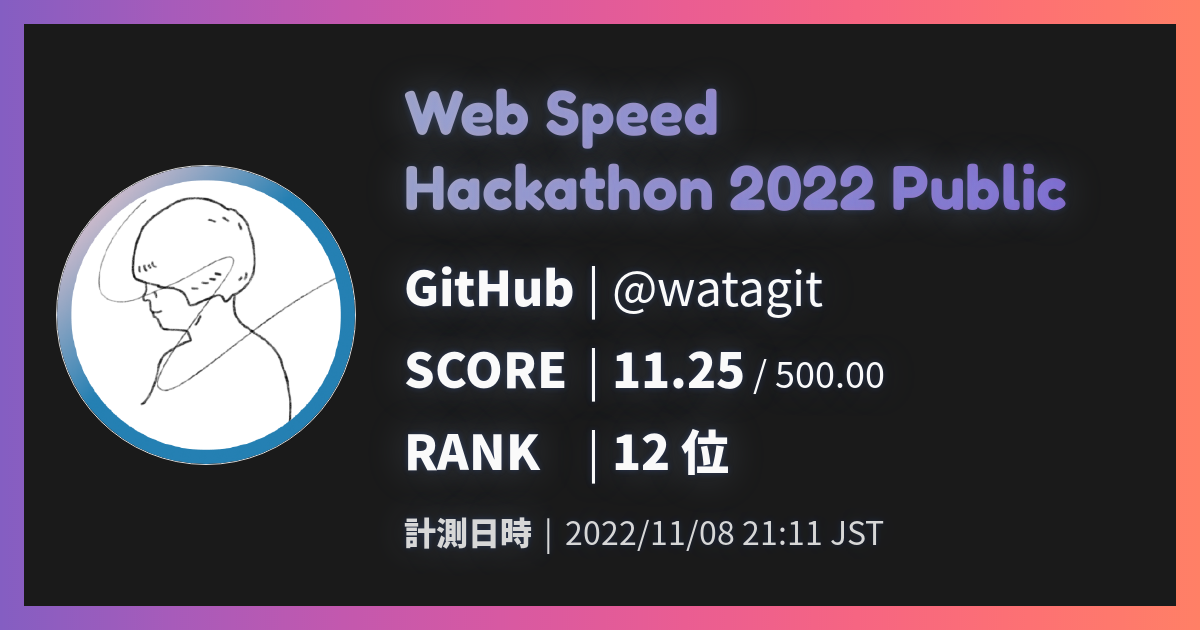 Web Speed
Hackathon 2022 Public
GitHub | @watagit
SCORE | 11.25 / 500.00
RANK | 12 位
計測日時 | 2022/11/08 21:11 JST